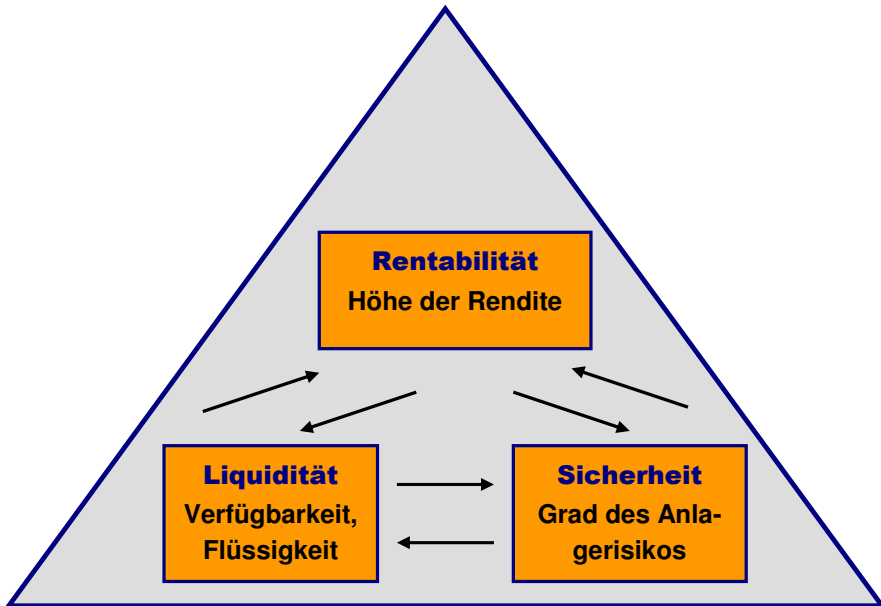 Rentabilität
Höhe der Rendite
Liquidität
Verfügbarkeit,
Flüssigkeit
Sicherheit
Grad des Anla-
gerisikos